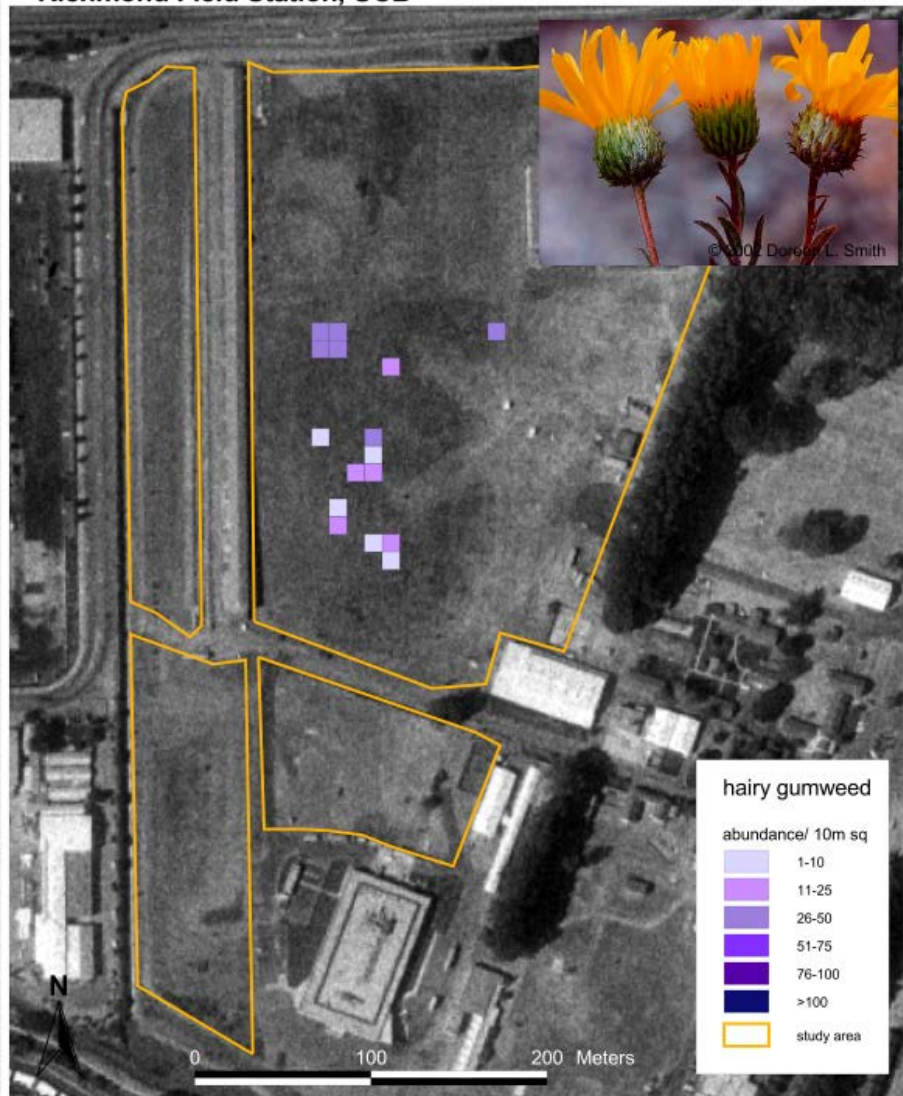 Richmond Field Station, UCB
© 2002 Doreen L. Smith
hairy gumweed
abundance/ 10m sq
1-10
11-25
26-50
51-75
76-100
>100
study area
N
0 100 200 Meters